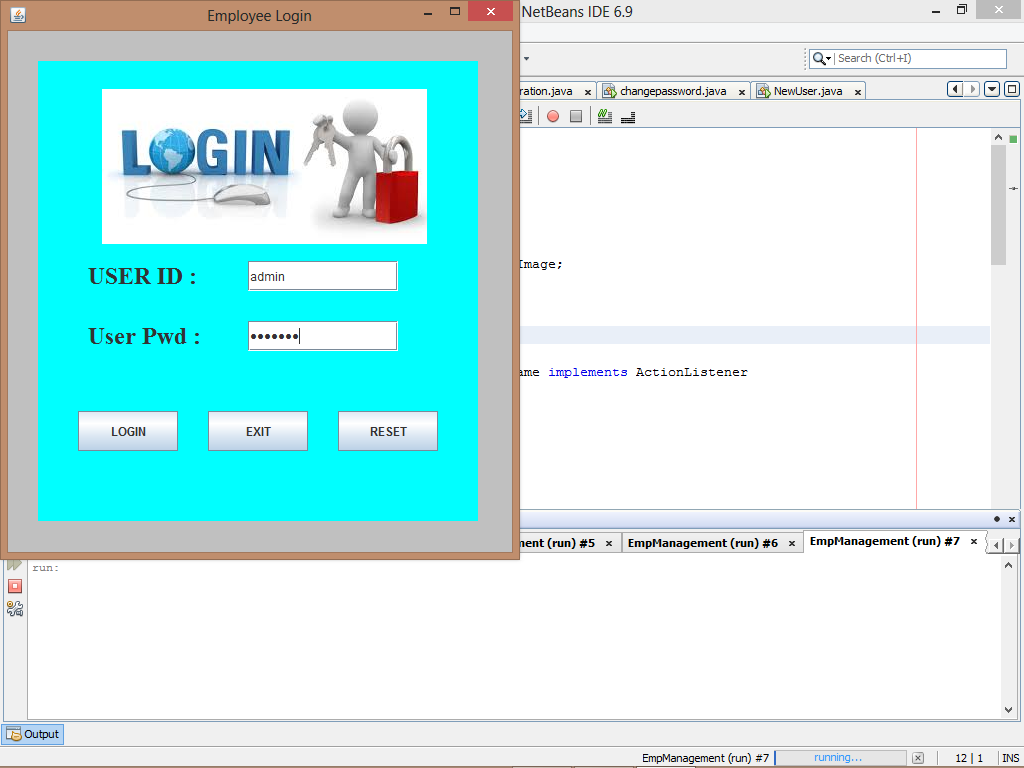 Employee Login
NetBeans IDE 6.9
Search (Ctrl+I)
ration.java
changepassword.java
NewUser.java
LOGIN
USER ID :
admin
User Pwd :
•••••••
LOGIN
EXIT
RESET
Image;
ame implements ActionListener
ment (run) #5
EmpManagement (run) #6
EmpManagement (run) #7
run:
Output
EmpManagement (run) #7
running...
12 | 1
INS